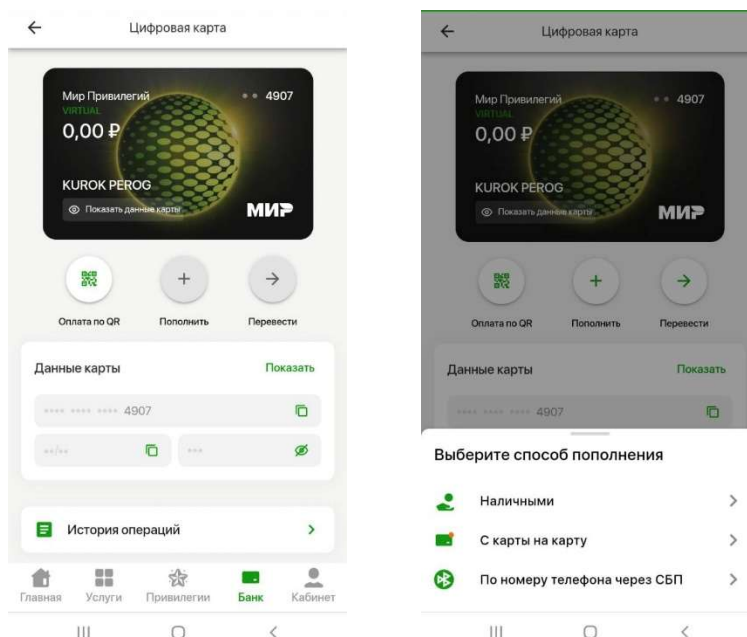 Цифровая карта
Мир Привилегий •• 4907
VIRTUAL
0,00 ₽
KUROK PEROG
Показать данные карты
МИР
Оплата по QR Пополнить Перевести
Данные карты Показать
•••• •••• •••• 4907
••/•• •••
История операций
Главная Услуги Привилегии Банк Кабинет
Цифровая карта
Мир Привилегий •• 4907
VIRTUAL
0,00 ₽
KUROK PEROG
Показать данные карты
МИР
Оплата по QR Пополнить Перевести
Данные карты Показать
•••• •••• •••• 4907
Выберите способ пополнения
Наличными
С карты на карту
По номеру телефона через СБП